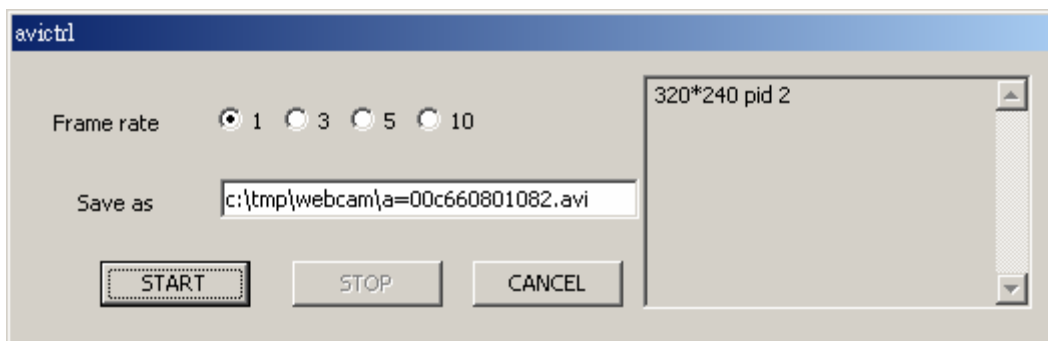 avictrl
320*240 pid 2
Frame rate 1 3 5 10
Save as c:\tmp\webcam\a=00c660801082.avi
START STOP CANCEL